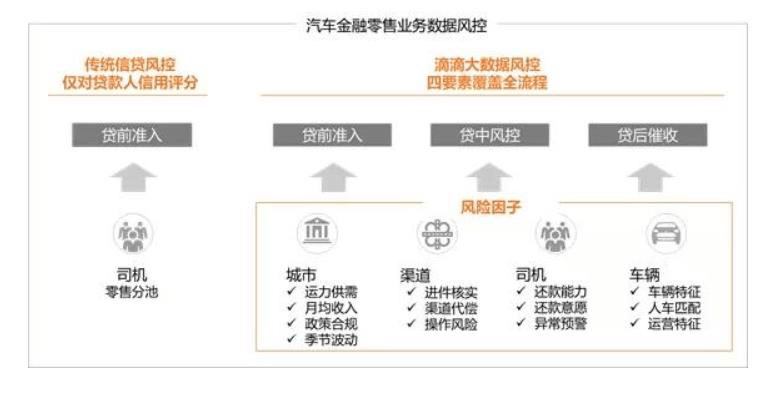 汽车金融零售业务数据风控
传统信贷风控
仅对贷款人信用评分
滴滴大数据风控
四要素覆盖全流程
贷前准入
贷前准入
贷中风控
贷后催收
风险因子
司机
零售分池
城市
✓ 运力供需
✓ 月均收入
✓ 政策合规
✓ 季节波动
渠道
✓ 进件核实
✓ 渠道代偿
✓ 操作风险
司机
✓ 还款能力
✓ 还款意愿
✓ 异常预警
车辆
✓ 车辆特征
✓ 人车匹配
✓ 运营特征